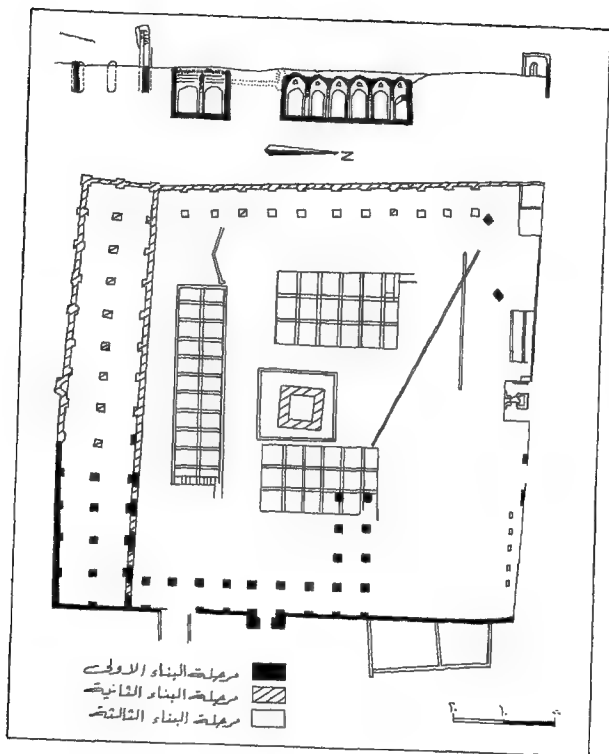 N
مرحلة البناء الاولى
مرحلة البناء الثانية
مرحلة البناء الثالثة
٢٠ ١٠